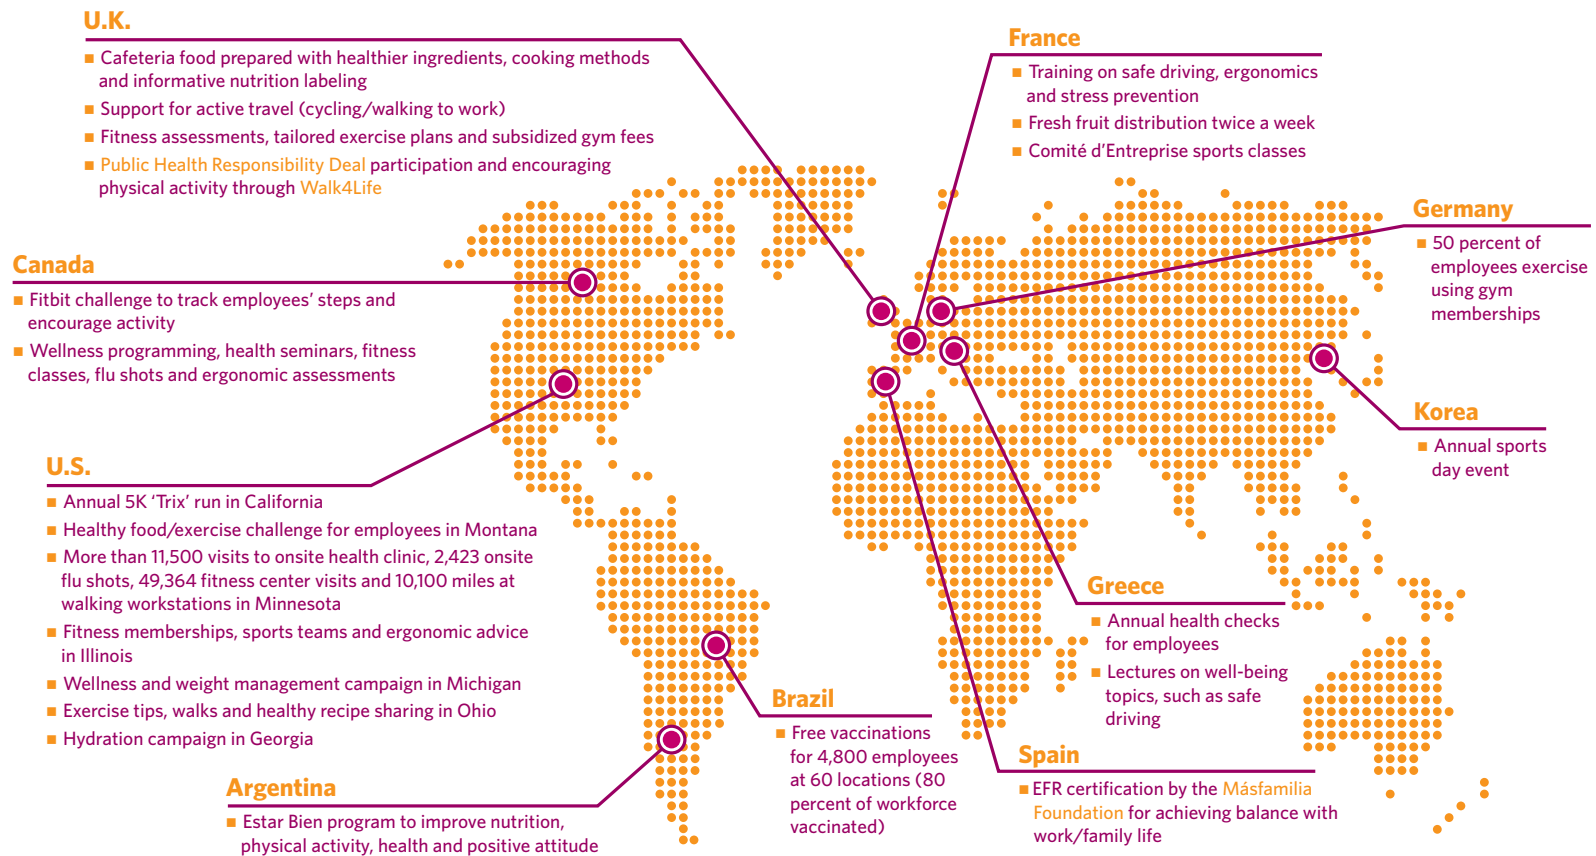 U.K.
■ Cafeteria food prepared with healthier ingredients, cooking methods
and informative nutrition labeling
■ Support for active travel (cycling/walking to work)
■ Fitness assessments, tailored exercise plans and subsidized gym fees
■ Public Health Responsibility Deal participation and encouraging
physical activity through Walk4Life
France
■ Training on safe driving, ergonomics
and stress prevention
■ Fresh fruit distribution twice a week
■ Comité d’Entreprise sports classes
Germany
■ 50 percent of
employees exercise
using gym
memberships
Canada
■ Fitbit challenge to track employees’ steps and
encourage activity
■ Wellness programming, health seminars, fitness
classes, flu shots and ergonomic assessments
Korea
■ Annual sports
day event
U.S.
■ Annual 5K ‘Trix’ run in California
■ Healthy food/exercise challenge for employees in Montana
■ More than 11,500 visits to onsite health clinic, 2,423 onsite
flu shots, 49,364 fitness center visits and 10,100 miles at
walking workstations in Minnesota
■ Fitness memberships, sports teams and ergonomic advice
in Illinois
■ Wellness and weight management campaign in Michigan
■ Exercise tips, walks and healthy recipe sharing in Ohio
■ Hydration campaign in Georgia
Greece
■ Annual health checks
for employees
■ Lectures on well-being
topics, such as safe
driving
Brazil
■ Free vaccinations
for 4,800 employees
at 60 locations (80
percent of workforce
vaccinated)
Spain
■ EFR certification by the Másfamilia
Foundation for achieving balance with
work/family life
Argentina
■ Estar Bien program to improve nutrition,
physical activity, health and positive attitude